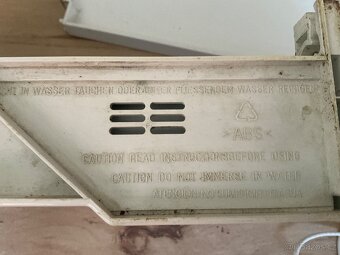 IN WASSER TAUCHEN ODER UNTER FLIESSENDEM WASSER REINIGEN
>ABS<
CAUTION READ INSTRUCTIONS BEFORE USING
CAUTION DO NOT IMMERSE IN WATER